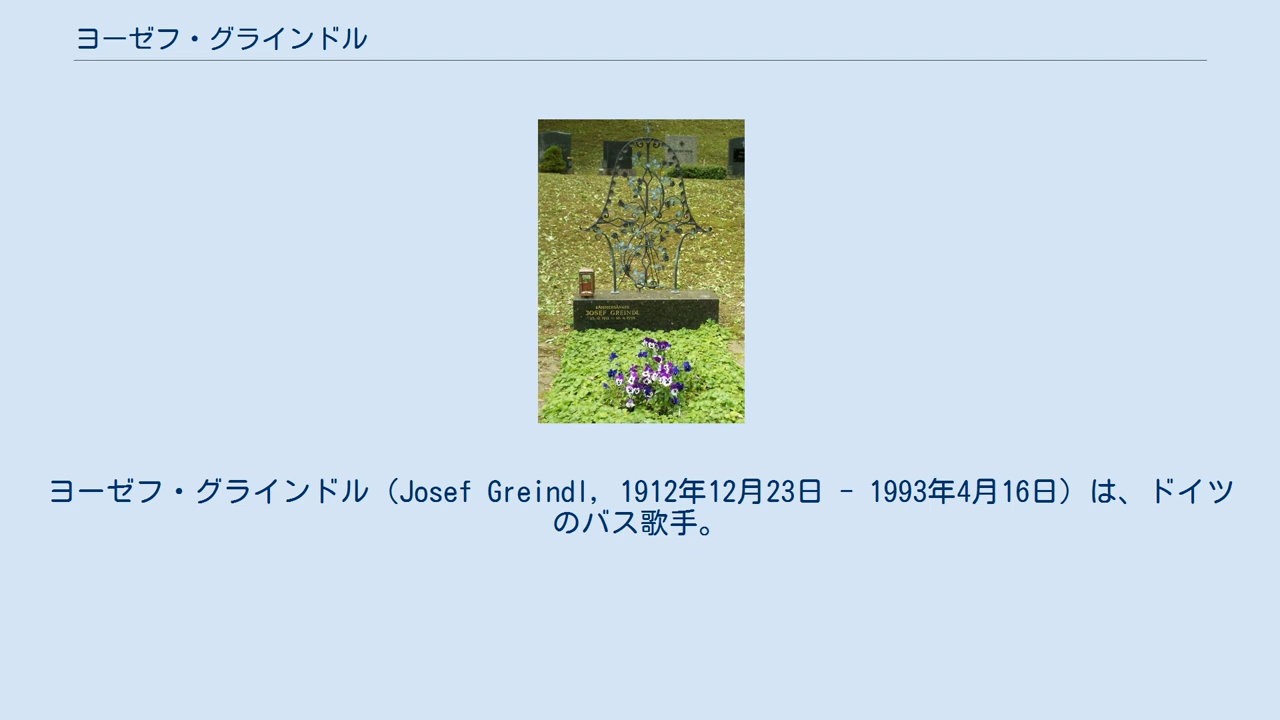 ヨーゼフ・グラインドル
JOSEF GREINDL
ヨーゼフ・グラインドル（Josef Greindl, 1912年12月23日 - 1993年4月16日）は、ドイツ
のバス歌手。